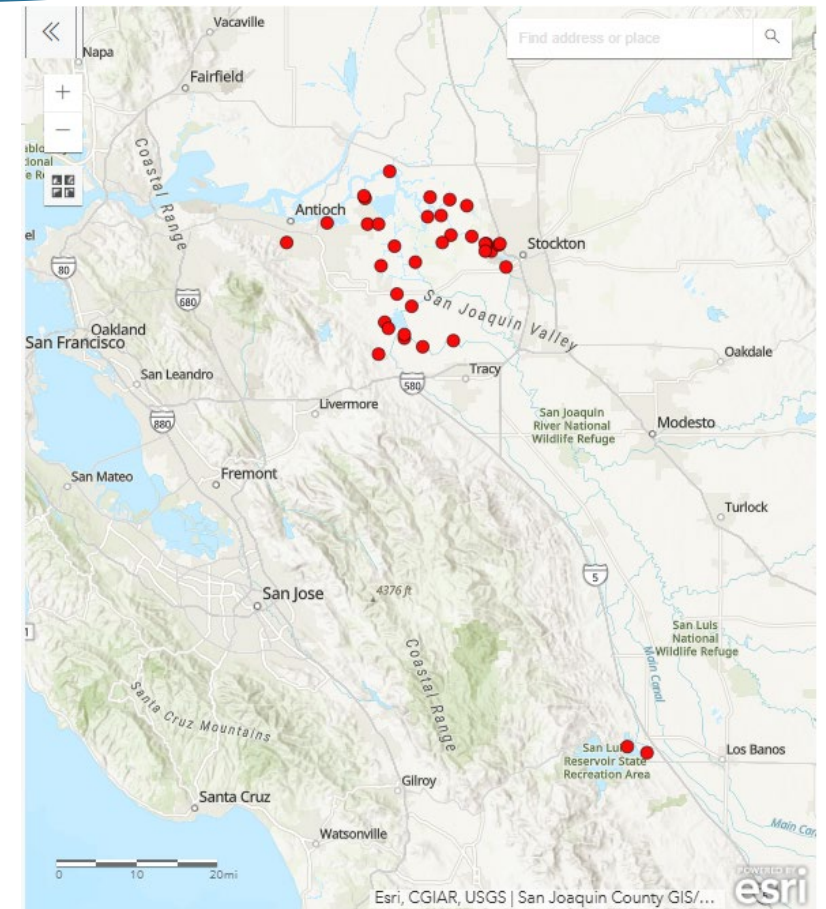 Vacaville
Find address or place
Napa
Fairfield
+
−
Coastal Range
Antioch
Stockton
80
680
San Joaquin Valley
Oakland
San Francisco
Oakdale
San Leandro
Tracy
580
Livermore
San Joaquin
River National
Wildlife Refuge
880
Modesto
San Mateo
Fremont
Turlock
5
San Jose
4376 ft
San Luis
National
Wildlife Refuge
Main Canal
Coastal Range
Santa Cruz Mountains
San
Reservoir State
Recreation Area
Los Banos
Gilroy
Santa Cruz
Watsonville
0 10 20mi
POWERED BY
esri
Esri, CGIAR, USGS | San Joaquin County GIS/...